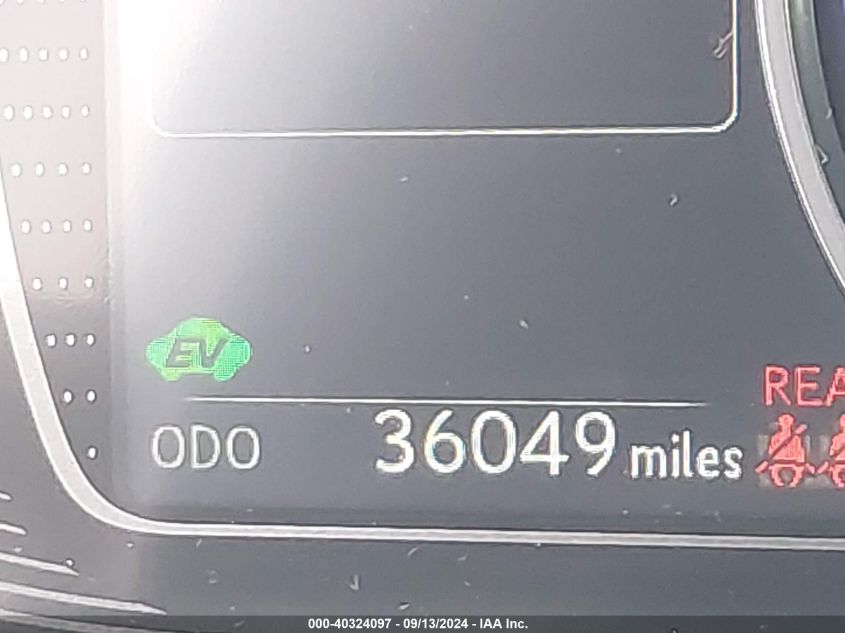 EV
REA
ODO 36049 miles
000-40324097 - 09/13/2024 - IAA Inc.